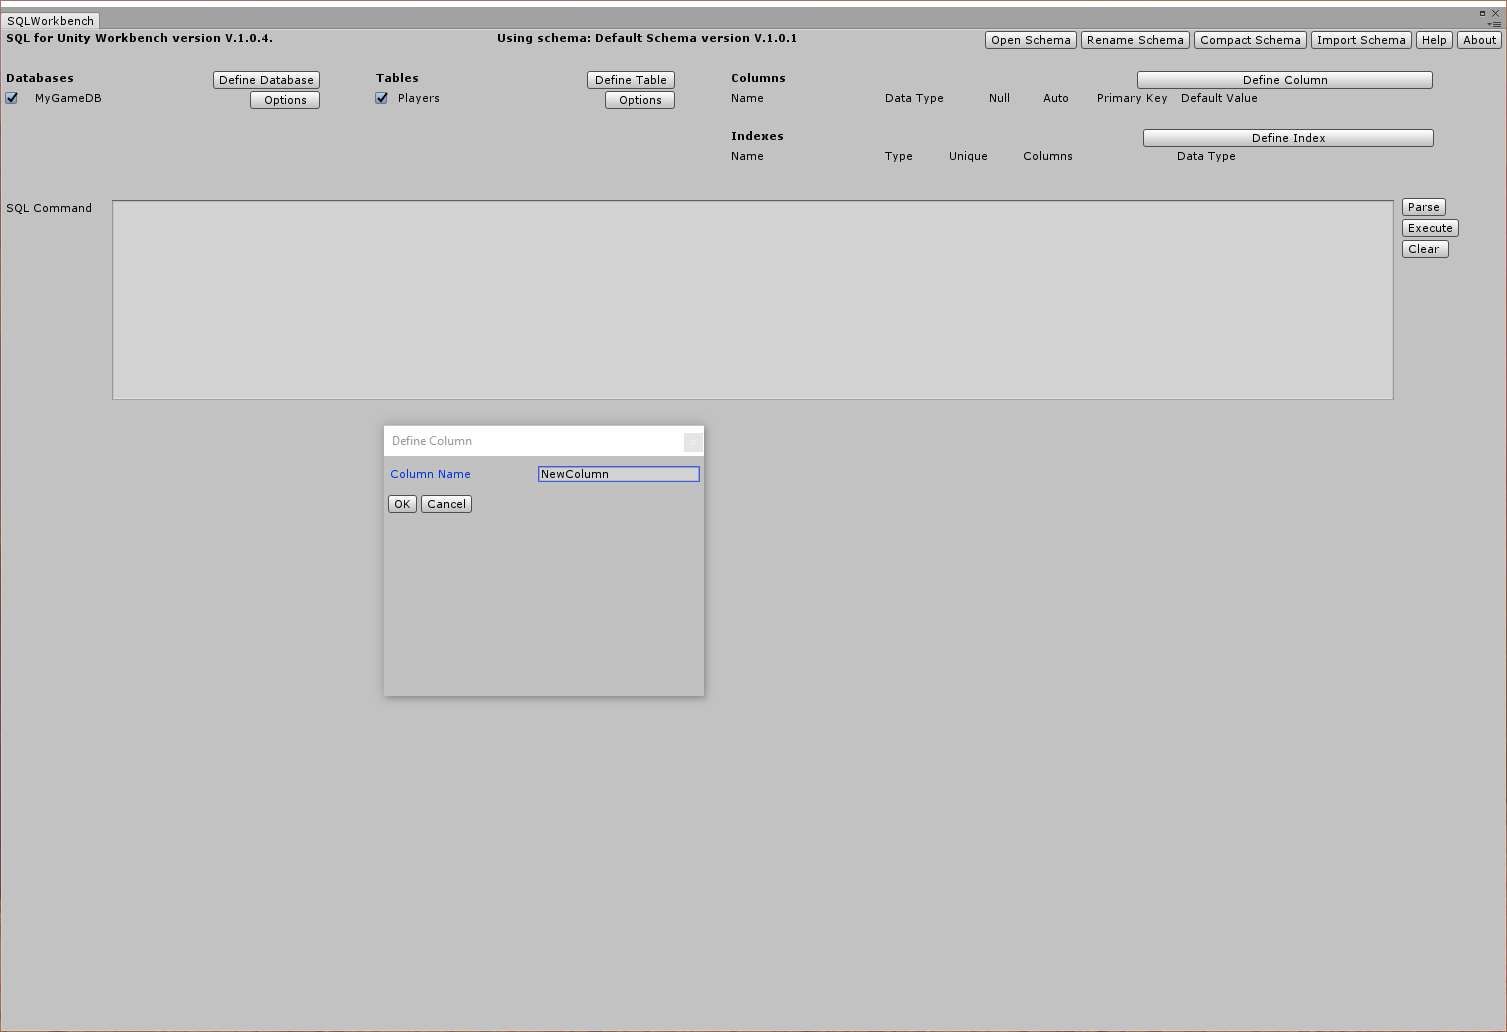 SQLWorkbench
SQL for Unity Workbench version V.1.0.4.
Using schema: Default Schema version V.1.0.1
Open Schema
Rename Schema
Compact Schema
Import Schema
Help
About
Databases
Define Database
MyGameDB
Options
Tables
Define Table
Players
Options
Columns
Define Column
Name Data Type Null Auto Primary Key Default Value
Indexes
Define Index
Name Type Unique Columns Data Type
SQL Command
Parse
Execute
Clear
Define Column
x
Column Name NewColumn
OK Cancel